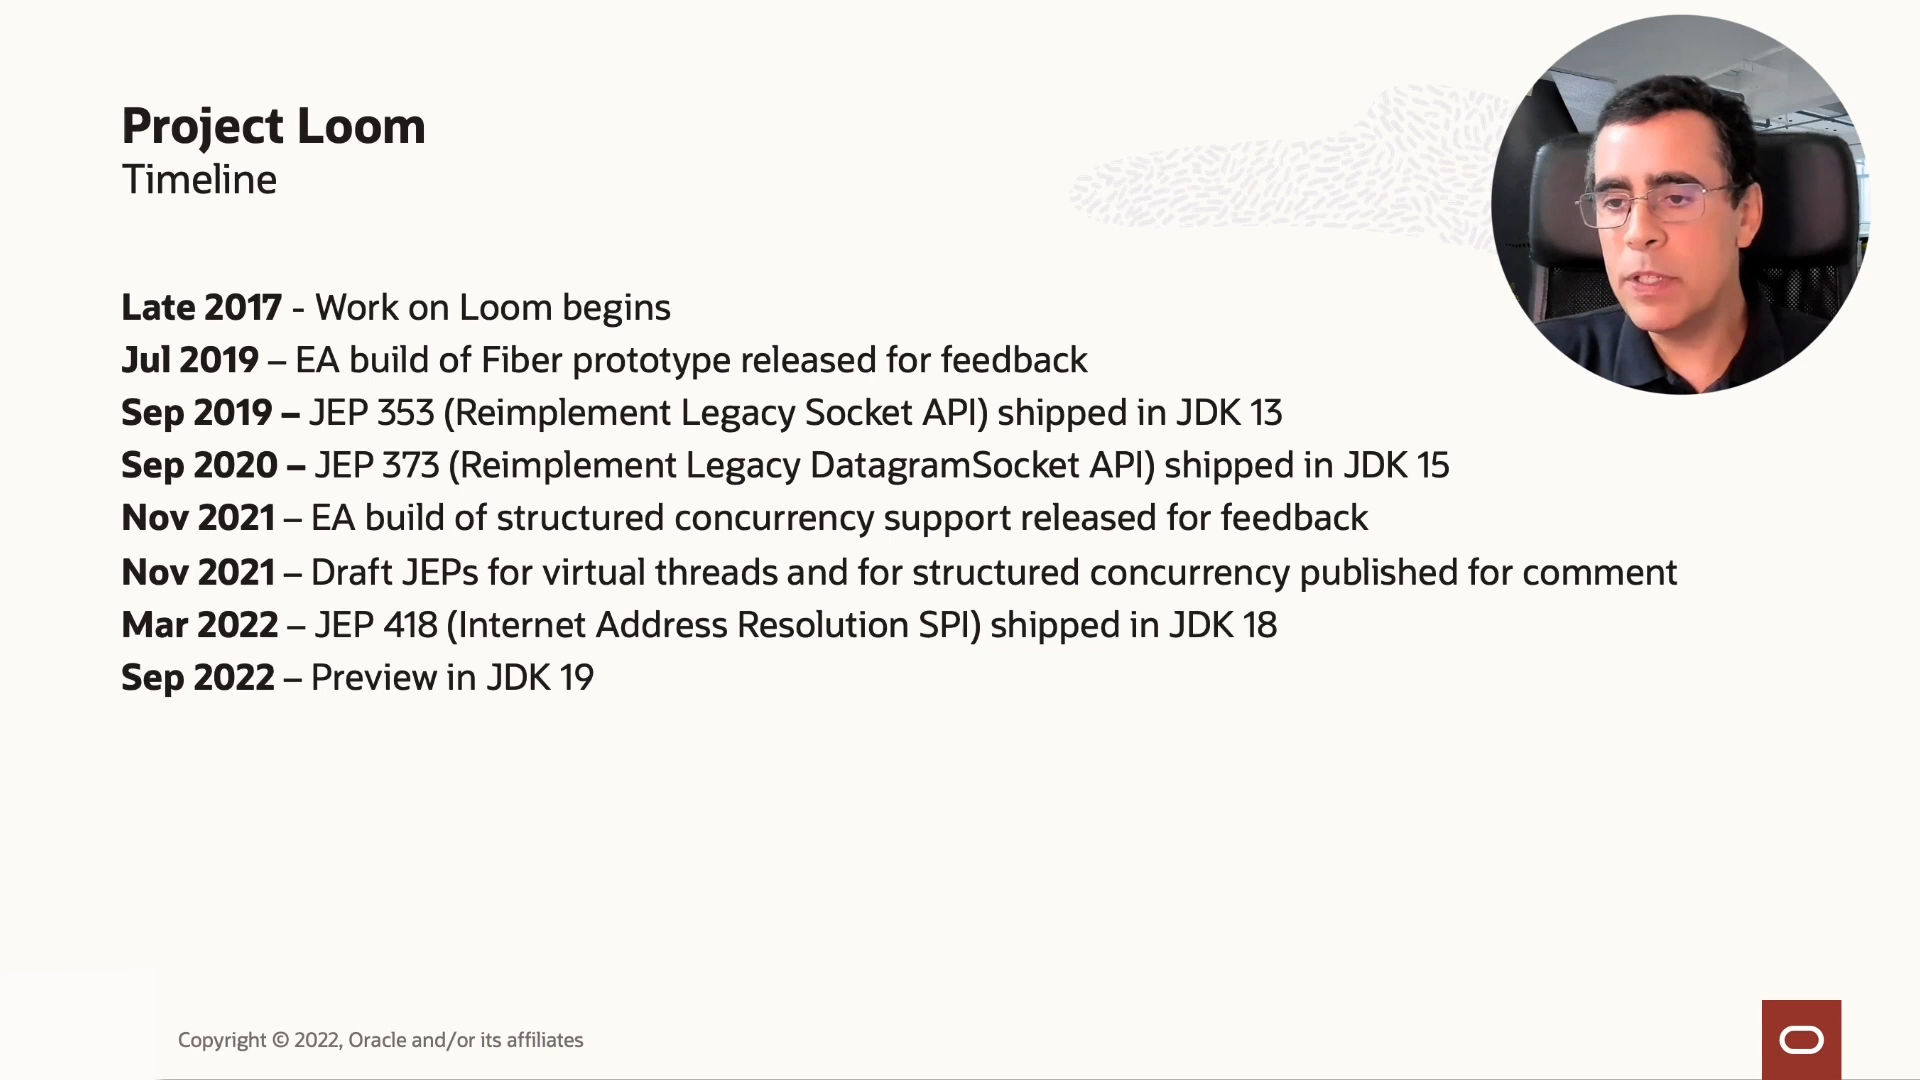 Project Loom
Timeline
Late 2017 - Work on Loom begins
Jul 2019 – EA build of Fiber prototype released for feedback
Sep 2019 – JEP 353 (Reimplement Legacy Socket API) shipped in JDK 13
Sep 2020 – JEP 373 (Reimplement Legacy DatagramSocket API) shipped in JDK 15
Nov 2021 – EA build of structured concurrency support released for feedback
Nov 2021 – Draft JEPs for virtual threads and for structured concurrency published for comment
Mar 2022 – JEP 418 (Internet Address Resolution SPI) shipped in JDK 18
Sep 2022 – Preview in JDK 19
Copyright © 2022, Oracle and/or its affiliates